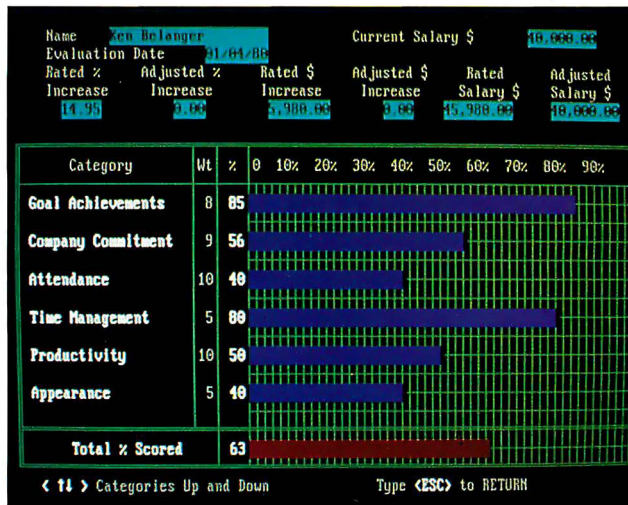 Name Ken Belanger Current Salary $ 40,000.00
Evaluation Date 01/04/80
Rated % Adjusted % Rated $ Adjusted $ Rated Adjusted
Increase Increase Increase Increase Salary $ Salary $
14.95 0.00 5,980.00 0.00 45,980.00 40,000.00
Category Wt % 0 10% 20% 30% 40% 50% 60% 70% 80% 90%
Goal Achievements 8 85
Company Commitment 9 56
Attendance 10 40
Time Management 5 80
Productivity 10 50
Appearance 5 40
Total % Scored 63
< ↑↓ > Categories Up and Down Type <ESC> to RETURN